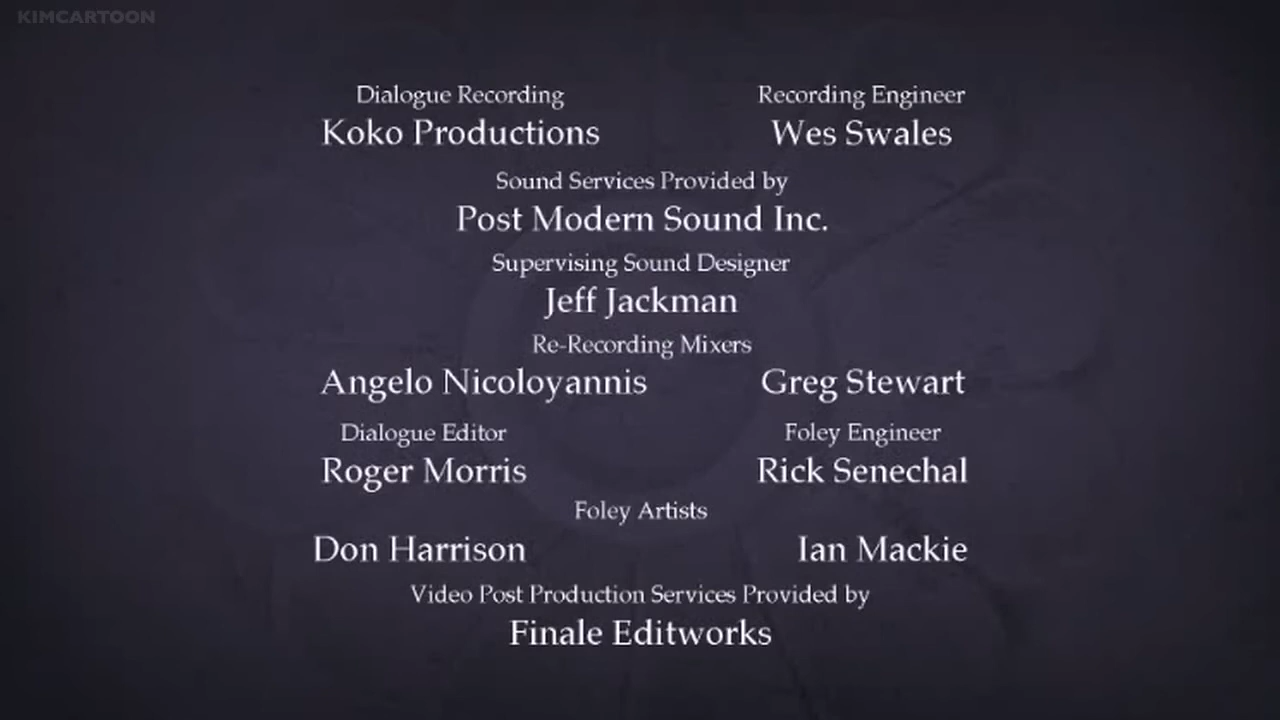 KIMCARTOON
Dialogue Recording Recording Engineer
Koko Productions Wes Swales
Sound Services Provided by
Post Modern Sound Inc.
Supervising Sound Designer
Jeff Jackman
Re-Recording Mixers
Angelo Nicoloyannis Greg Stewart
Dialogue Editor Foley Engineer
Roger Morris Rick Senechal
Foley Artists
Don Harrison Ian Mackie
Video Post Production Services Provided by
Finale Editworks